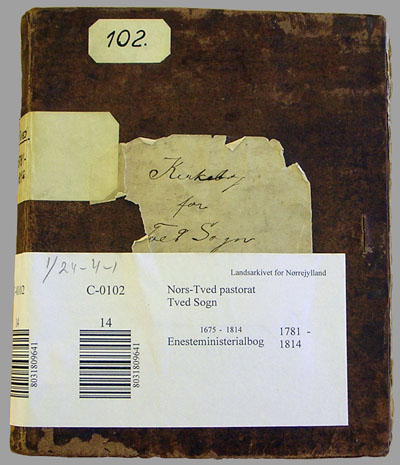 102.
Kirkebog
for
Tved Sogn
1/24-4-1
Landsarkivet for Nørrejylland
C-0102
14
8031809641
Nors-Tved pastorat
Tved Sogn
1675 - 1814
Enesteministerialbog
1781 -
1814
14
8031809641